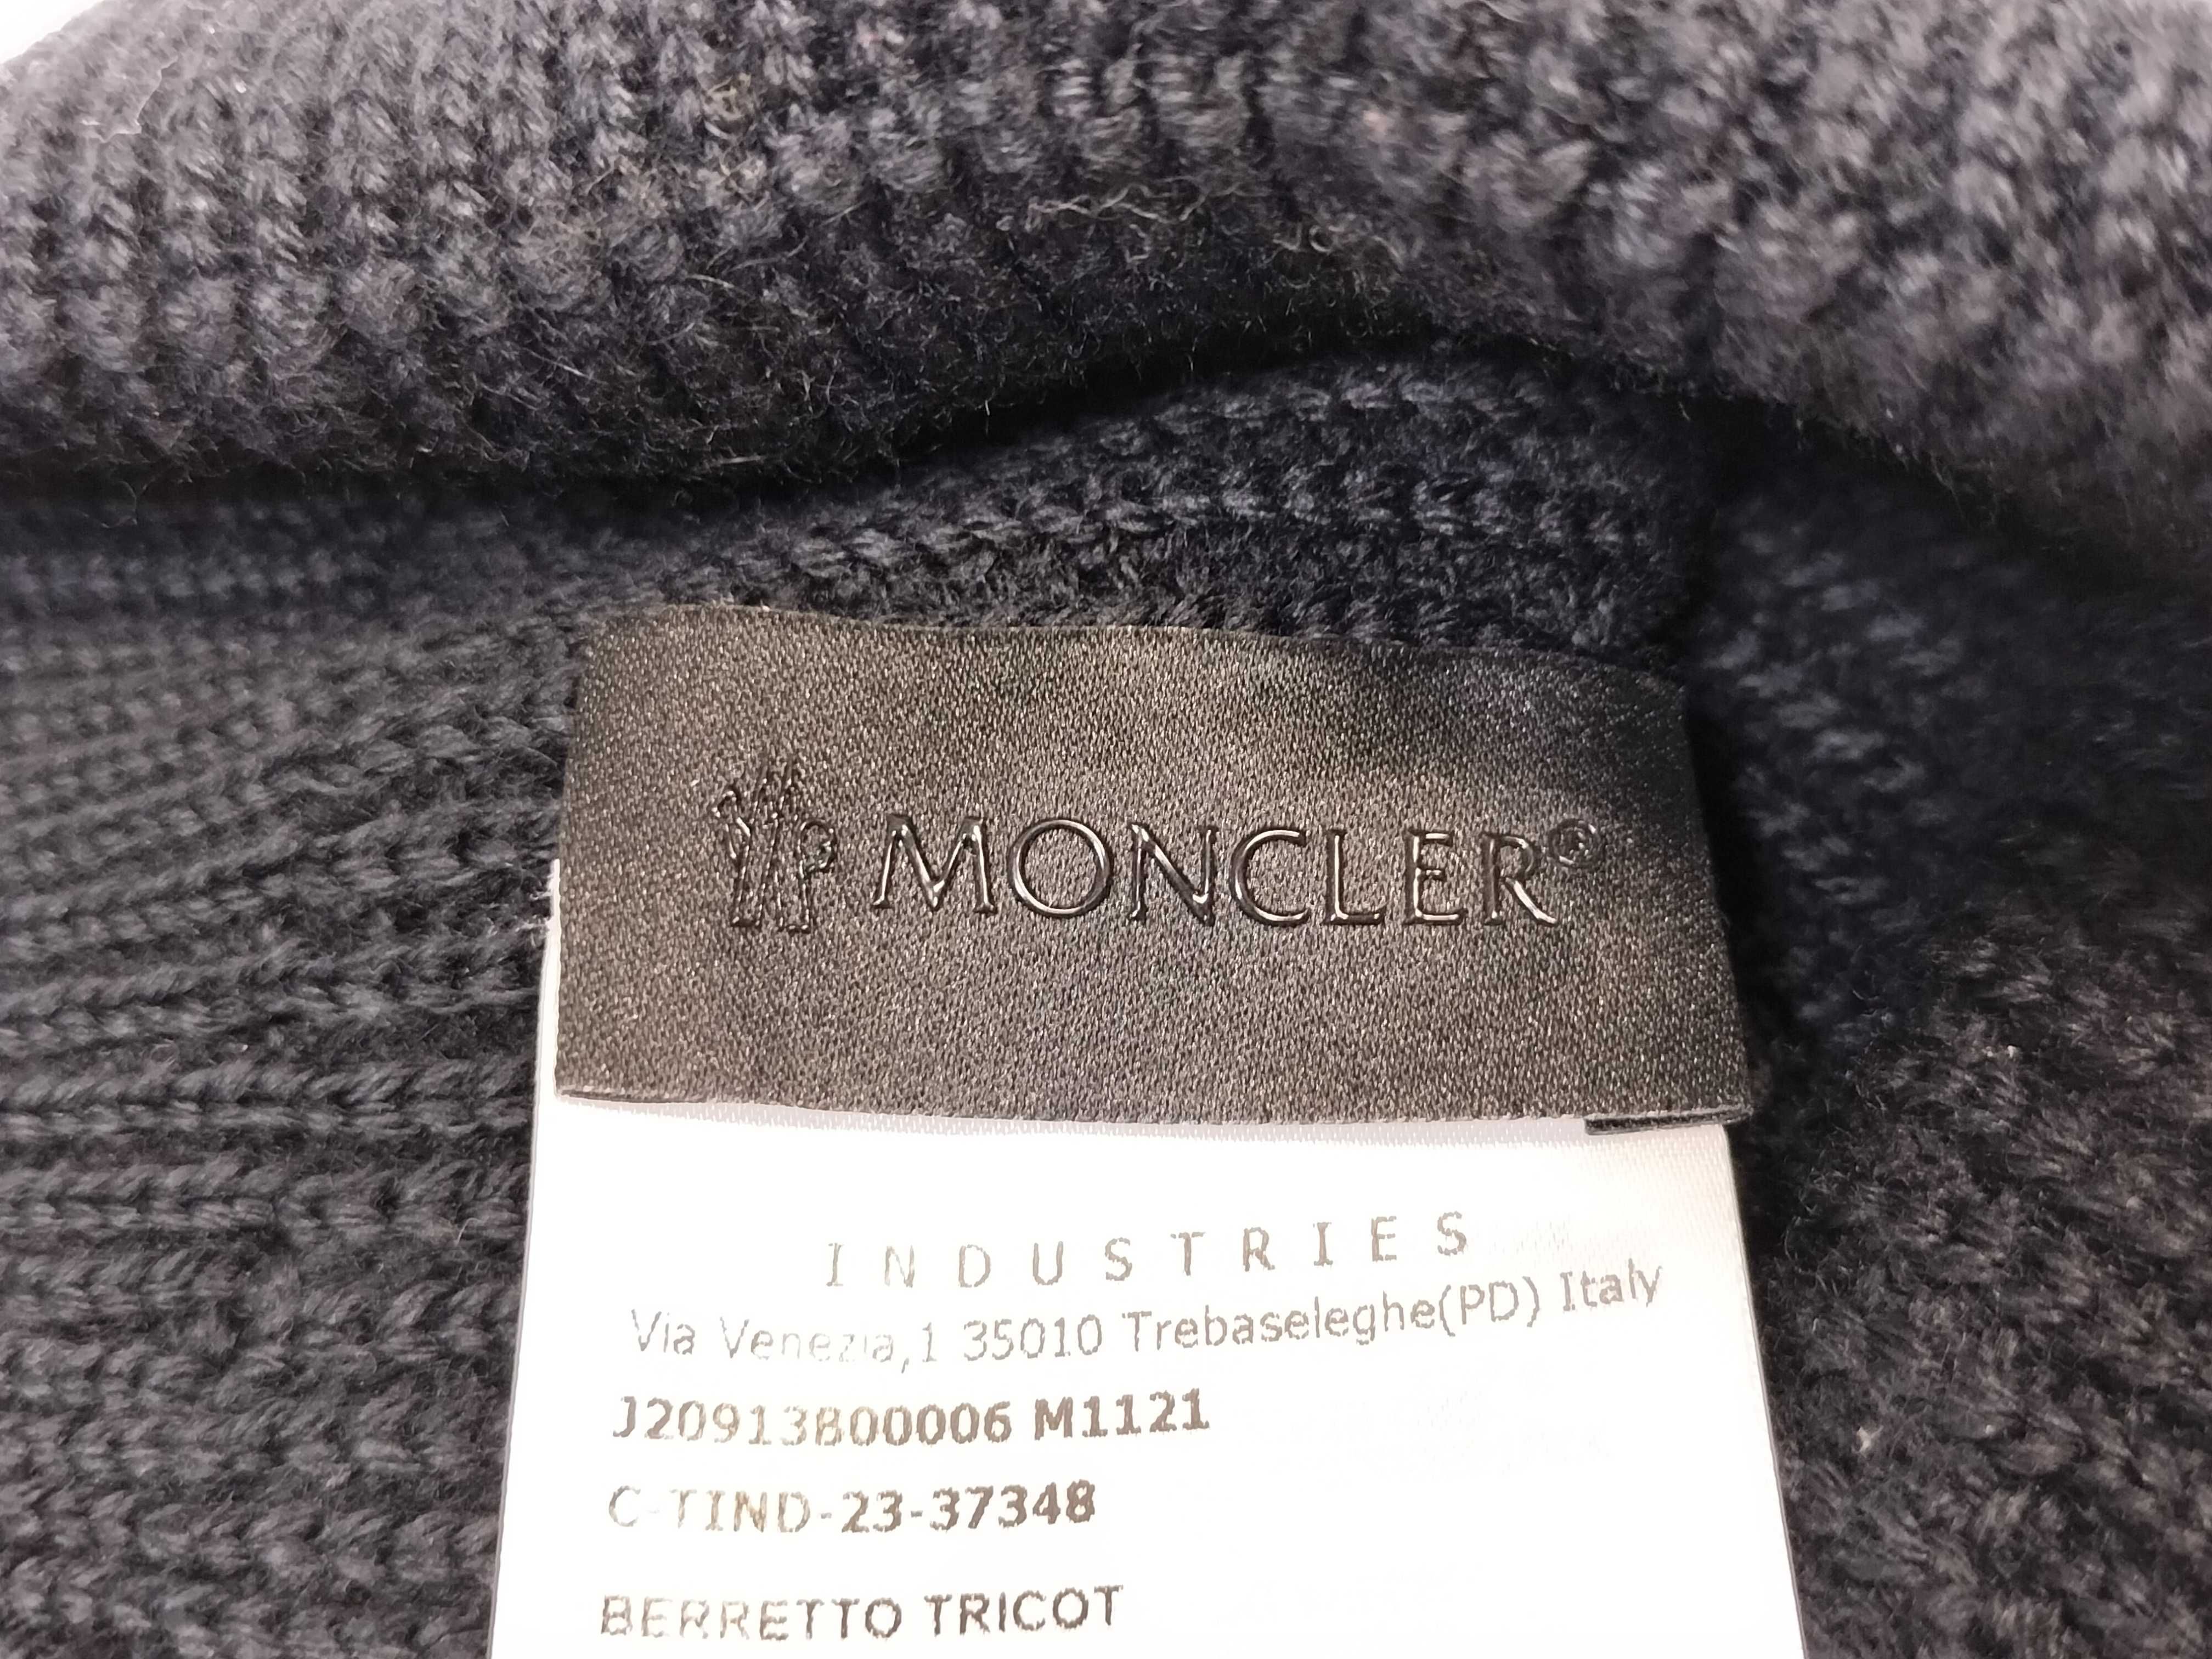 MONCLER®
INDUSTRIES
Via Venezia,1 35010 Trebaseleghe(PD) Italy
J20913B00006 M1121
C-TIND-23-37348
BERRETTO TRICOT